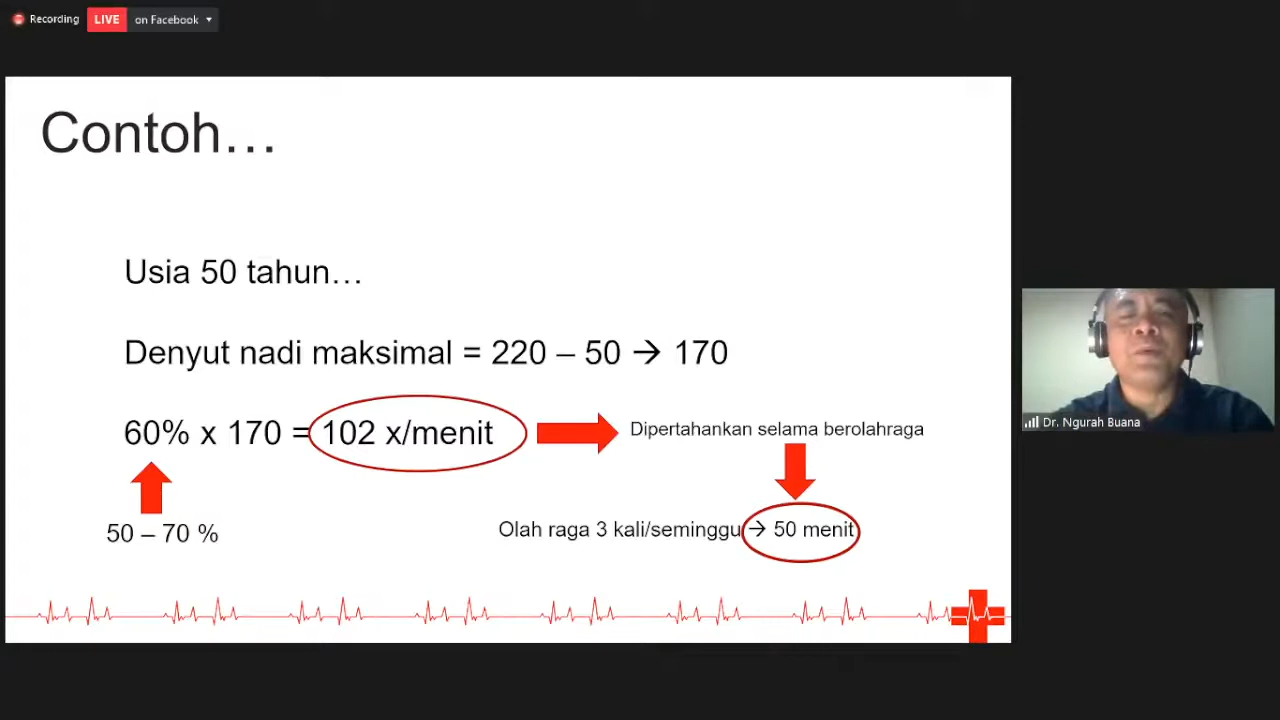 Recording LIVE on Facebook
Contoh…
Usia 50 tahun…
Denyut nadi maksimal = 220 – 50 → 170
60% x 170 = 102 x/menit
Dipertahankan selama berolahraga
50 – 70 %
Olah raga 3 kali/seminggu → 50 menit
Dr. Ngurah Buana